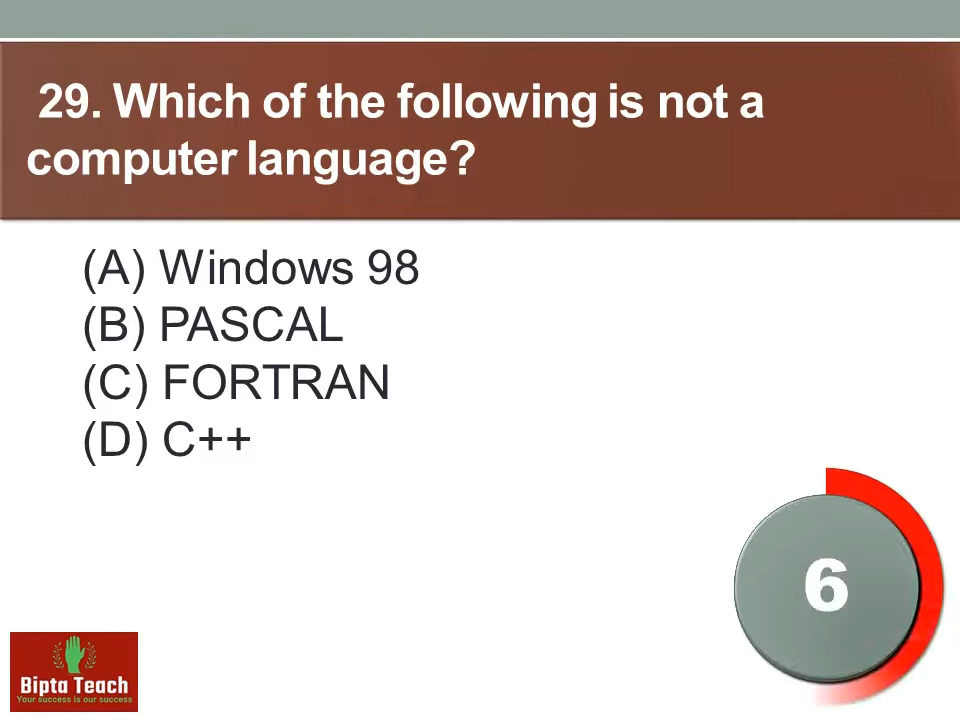 29. Which of the following is not a
computer language?
(A) Windows 98
(B) PASCAL
(C) FORTRAN
(D) C++
6
Bipta Teach
Your success is our success